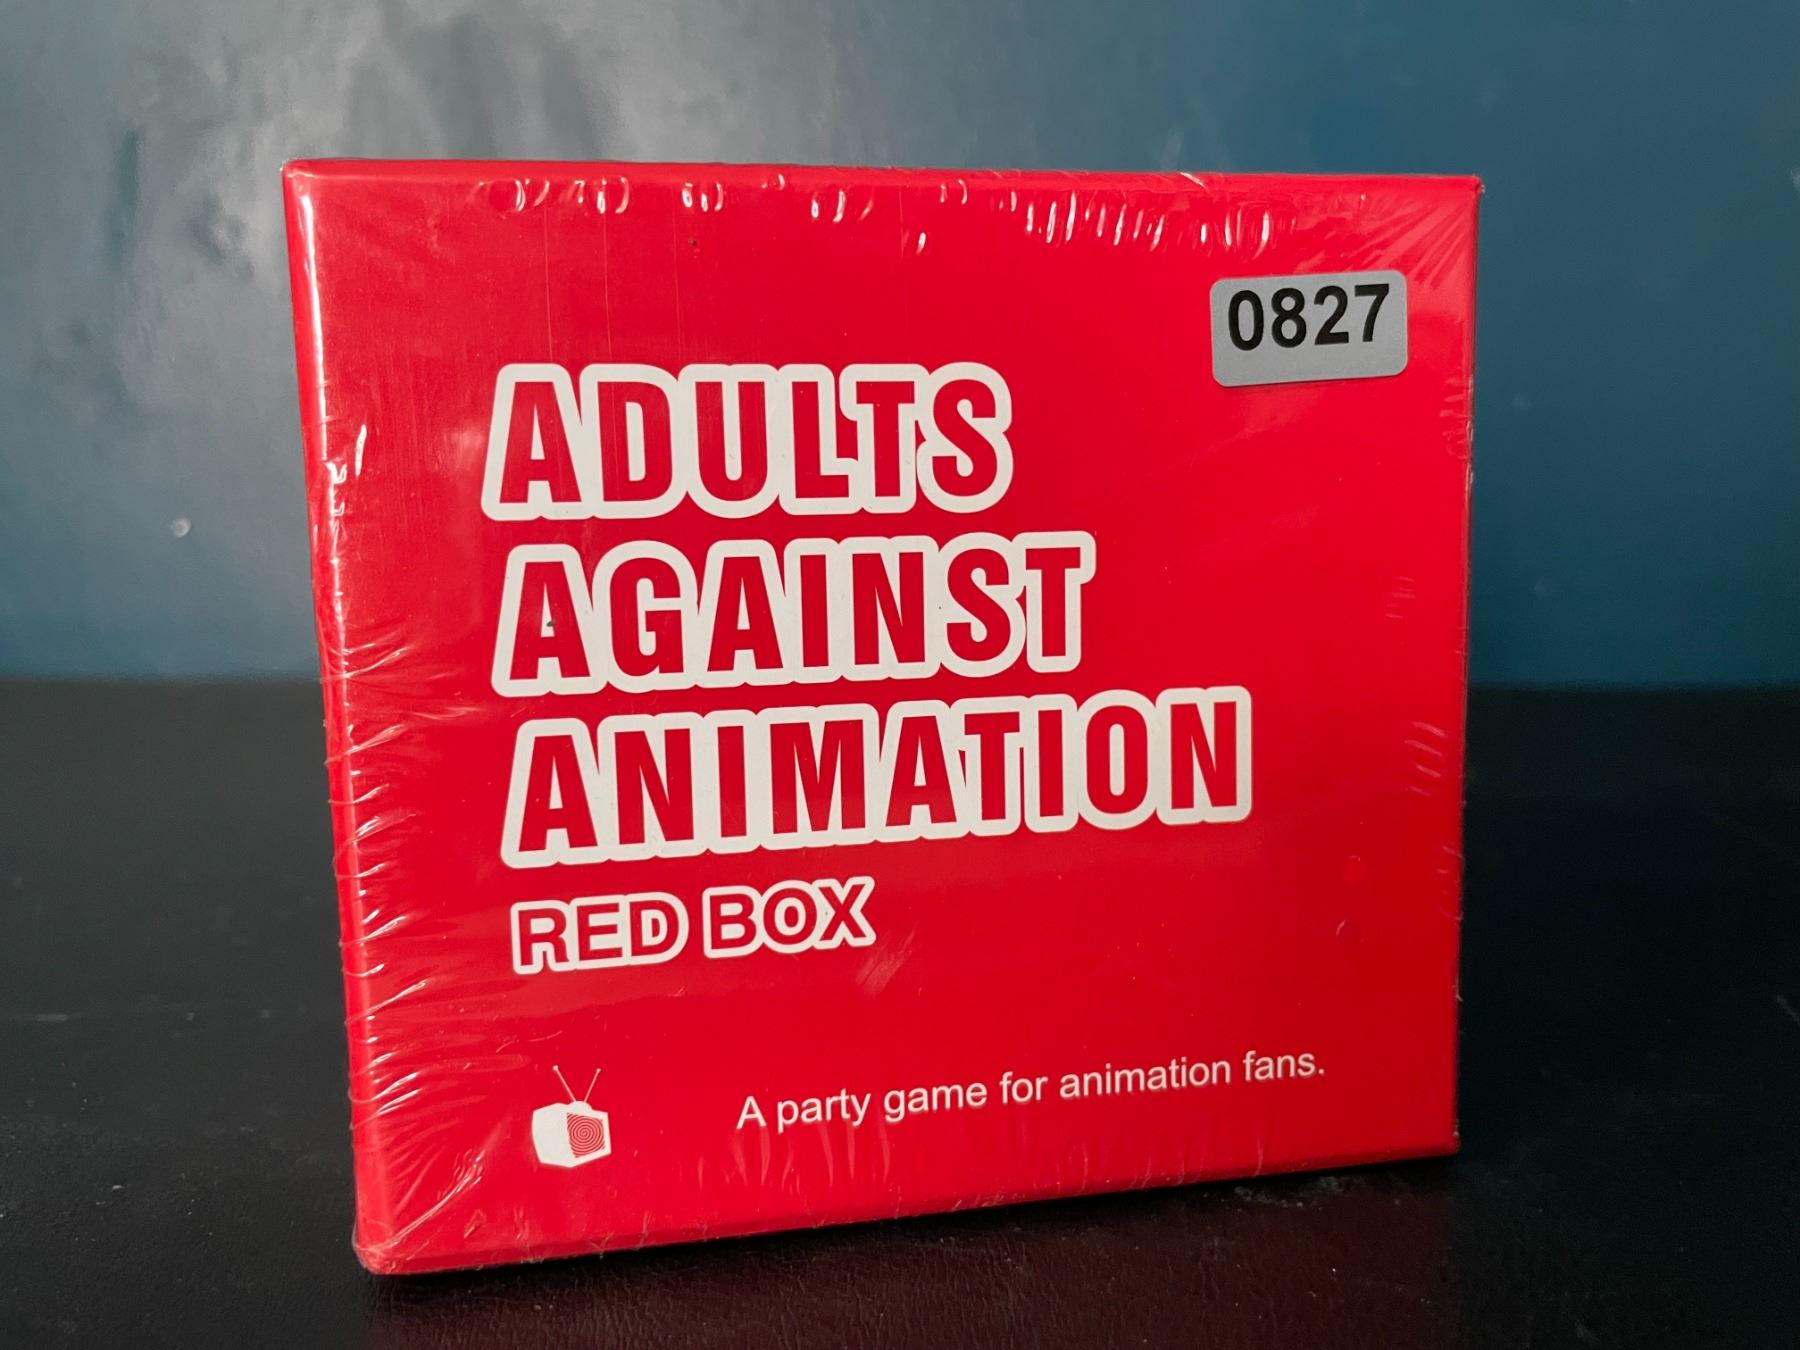 0827
ADULTS
AGAINST
ANIMATION
RED BOX
A party game for animation fans.